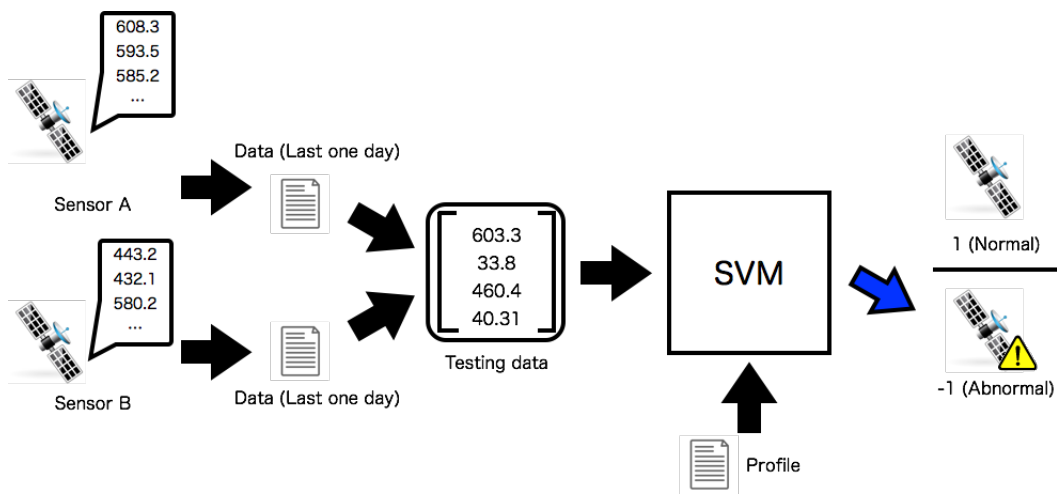 608.3
593.5
585.2
...
Sensor A
Data (Last one day)
443.2
432.1
580.2
...
Sensor B
Data (Last one day)
603.3
33.8
460.4
40.31
Testing data
SVM
Profile
1 (Normal)
-1 (Abnormal)